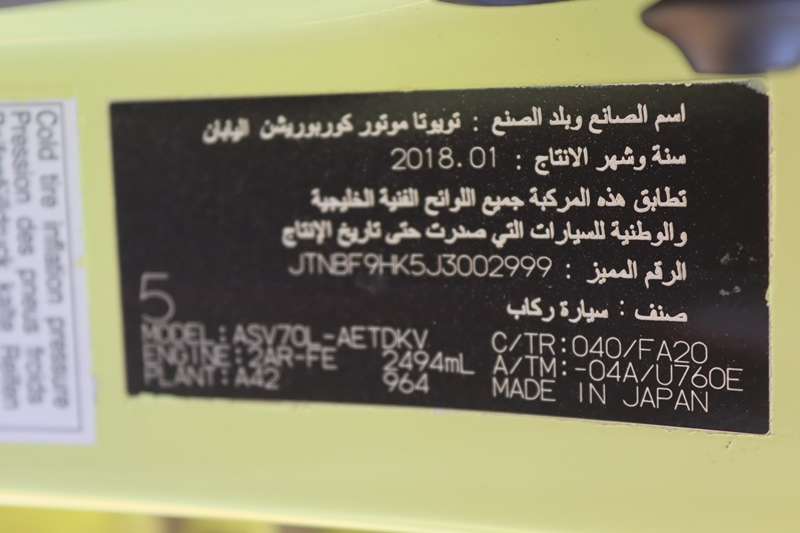 اسم الصانع وبلد الصنع : تويوتا موتور كوربوريشن اليابان
سنة وشهر الانتاج : 2018.01
تطابق هذه المركبة جميع اللوائح الفنية الخليجية
والوطنية للسيارات التي صدرت حتى تاريخ الإنتاج
الرقم المميز : JTNBF9HK5J3002999
صنف : سيارة ركاب
5
MODEL:ASV70L-AETDKV C/TR:040/FA20
ENGINE:2AR-FE 2494mL A/TM:-04A/U760E
PLANT:A42 964 MADE IN JAPAN
Cold tire inflation pressure
Pression des pneus froids